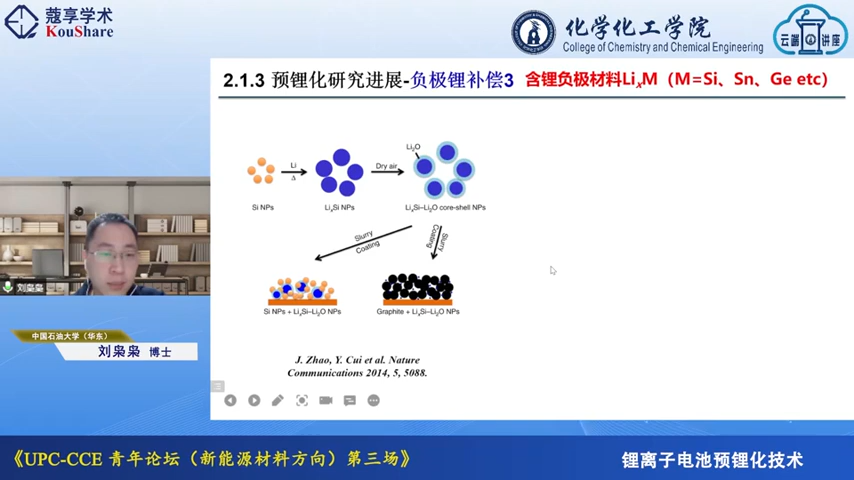 蔻享学术
KouShare
化学化工学院
College of Chemistry and Chemical Engineering
云端 讲座
2.1.3 预锂化研究进展-负极锂补偿3 含锂负极材料LixM（M=Si、Sn、Ge etc）
Li
Δ
Dry air
Li2O
Si NPs
LixSi NPs
LixSi–Li2O core-shell NPs
Slurry
Coating
Slurry
Coating
Si NPs + LixSi–Li2O NPs
Graphite + LixSi–Li2O NPs
J. Zhao, Y. Cui et al. Nature
Communications 2014, 5, 5088.
刘枭枭
中国石油大学（华东）
刘枭枭 博士
《UPC-CCE 青年论坛（新能源材料方向）第三场》
锂离子电池预锂化技术